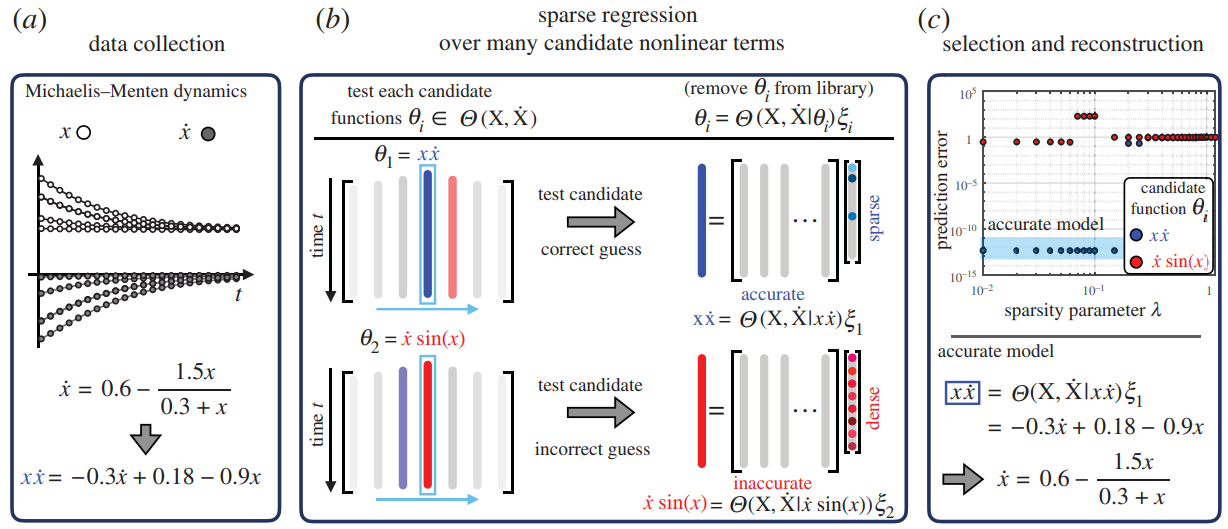 (a)
data collection
Michaelis–Menten dynamics
x ẋ
t
ẋ = 0.6 − 1.5x / 0.3 + x
xẋ = −0.3ẋ + 0.18 − 0.9x
(b)
sparse regression
over many candidate nonlinear terms
test each candidate
functions θi ∈ Θ(X, Ẋ)
(remove θi from library)
θi = Θ(X, Ẋ|θi)ξi
θ1 = xẋ
time t
test candidate
correct guess
=
...
sparse
accurate
xẋ = Θ(X, Ẋ|xẋ)ξ1
θ2 = ẋ sin(x)
time t
test candidate
incorrect guess
=
...
dense
inaccurate
ẋ sin(x) = Θ(X, Ẋ|ẋ sin(x))ξ2
(c)
selection and reconstruction
prediction error
10⁵
1
10⁻⁵
10⁻¹⁰
10⁻¹⁵
accurate model
candidate
function θi
xẋ
ẋ sin(x)
10⁻² 10⁻¹ 1
sparsity parameter λ
accurate model
xẋ = Θ(X, Ẋ|xẋ)ξ1
= −0.3ẋ + 0.18 − 0.9x
ẋ = 0.6 − 1.5x / 0.3 + x